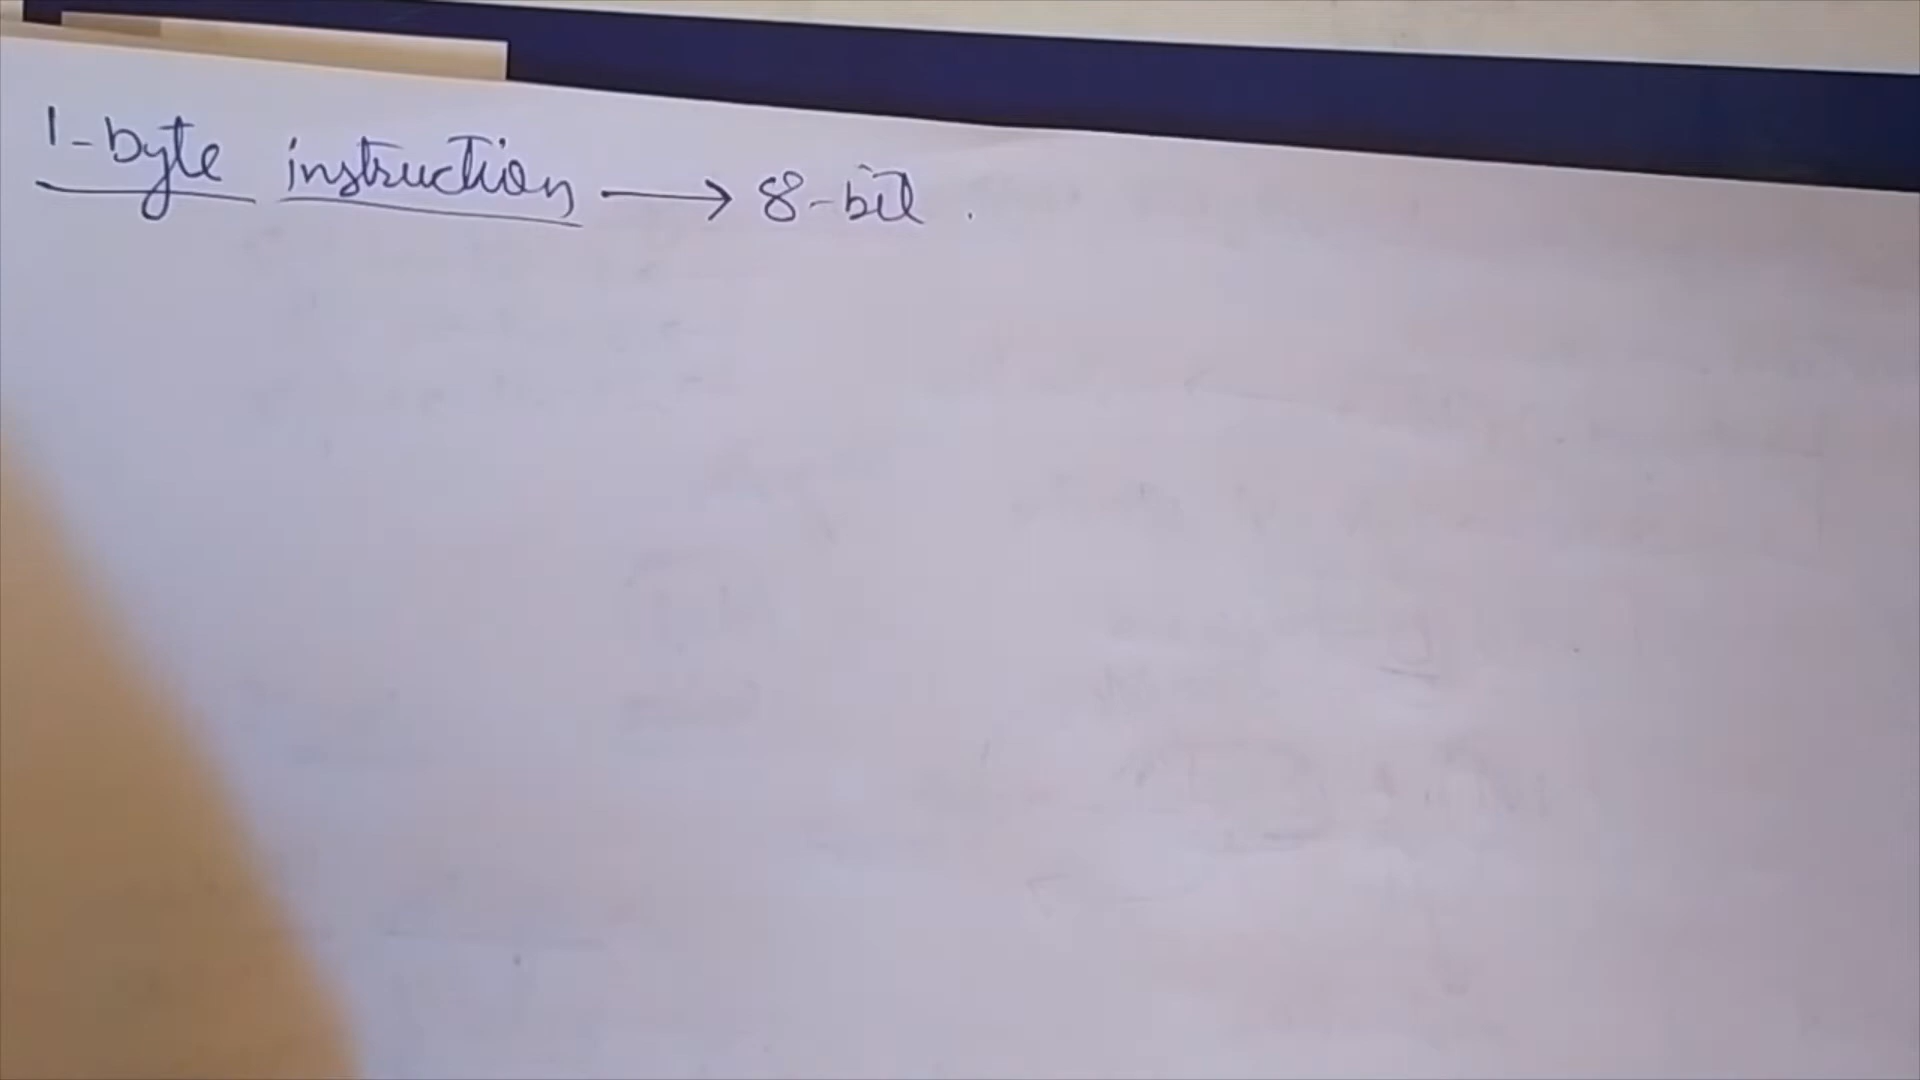 1-byte instruction → 8-bit.